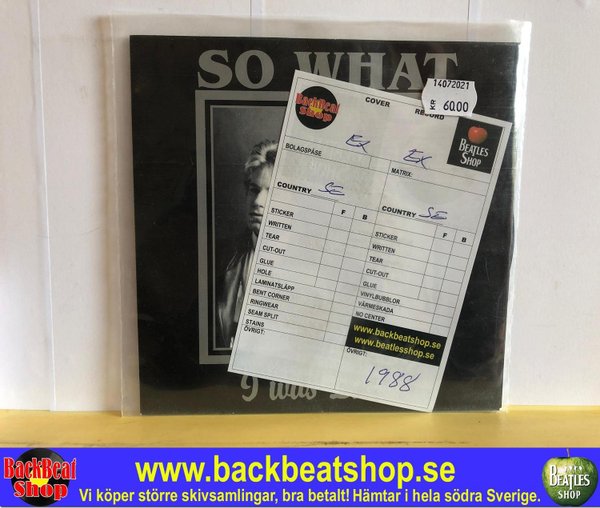 SO WHAT
14072021
KR 60.00
BackBeat Shop
COVER
RECORD
BEATLES SHOP
EX
EX
BOLAGSPÅSE
MATRIX:
COUNTRY SE
COUNTRY SE
F B
F B
STICKER
WRITTEN
TEAR
CUT-OUT
GLUE
HOLE
LAMINATSLÄPP
BENT CORNER
RINGWEAR
SEAM SPLIT
STAINS
ÖVRIGT:
STICKER
WRITTEN
TEAR
CUT-OUT
GLUE
VINYLBUBBLOR
VÄRMESKADA
NO CENTER
www.backbeatshop.se
www.beatlesshop.se
ÖVRIGT:
1988
I was
BackBeat Shop
www.backbeatshop.se
Vi köper större skivsamlingar, bra betalt! Hämtar i hela södra Sverige.
BEATLES SHOP